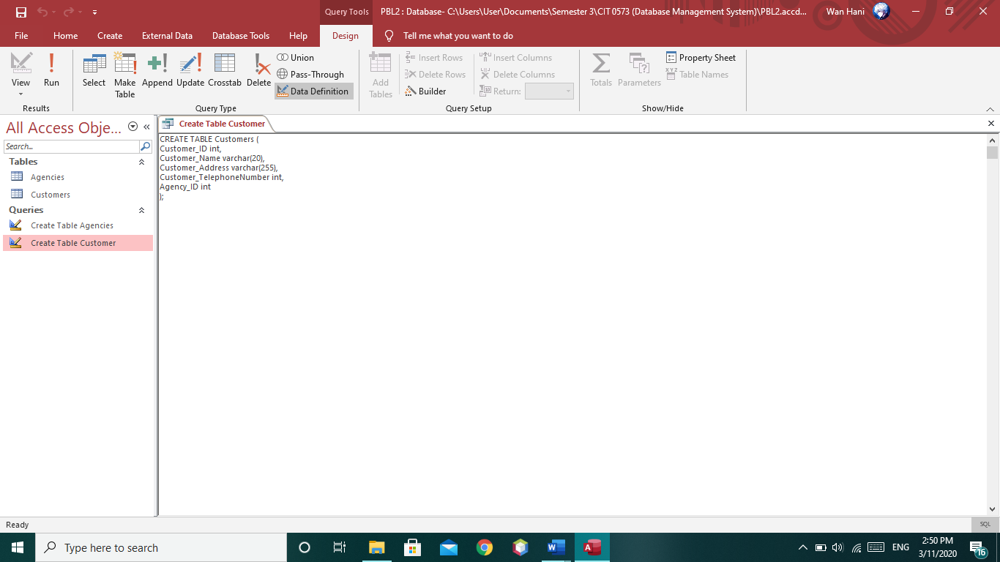 Query Tools
PBL2 : Database- C:\Users\User\Documents\Semester 3\CIT 0573 (Database Management System)\PBL2.accd...
Wan Hani
File Home Create External Data Database Tools Help Design Tell me what you want to do
View
Run
Results
Select
Make Table
Append
Update
Crosstab
Delete
Union
Pass-Through
Data Definition
Query Type
Add Tables
Insert Rows
Delete Rows
Builder
Insert Columns
Delete Columns
Return:
Query Setup
Totals
Parameters
Property Sheet
XYZ Table Names
Show/Hide
All Access Obje...
Search...
Tables
Agencies
Customers
Queries
Create Table Agencies
Create Table Customer
Create Table Customer
CREATE TABLE Customers (
Customer_ID int,
Customer_Name varchar(20),
Customer_Address varchar(255),
Customer_TelephoneNumber int,
Agency_ID int
);
Ready
SQL
Type here to search
W
A
ENG
2:50 PM
3/11/2020
16